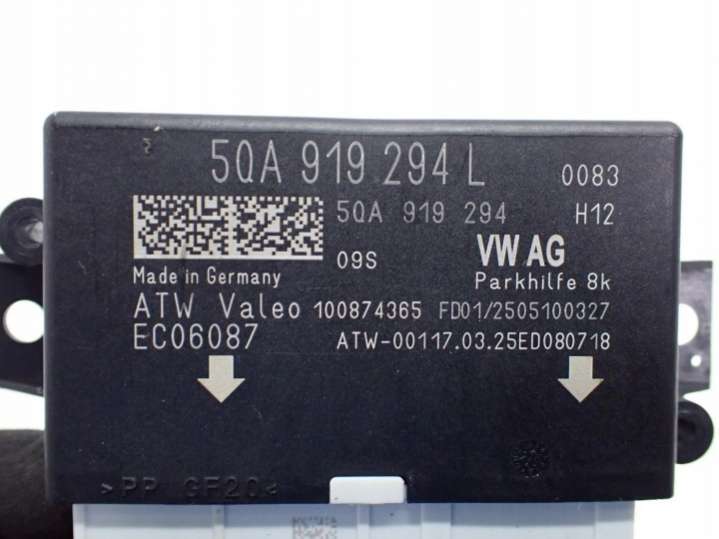 5QA 919 294 L 0083
5QA 919 294 H12
09S VW AG
Made in Germany Parkhilfe 8k
ATW Valeo 100874365 FD01/2505100327
EC06087 ATW-00117.03.25ED080718
>PP GF20<